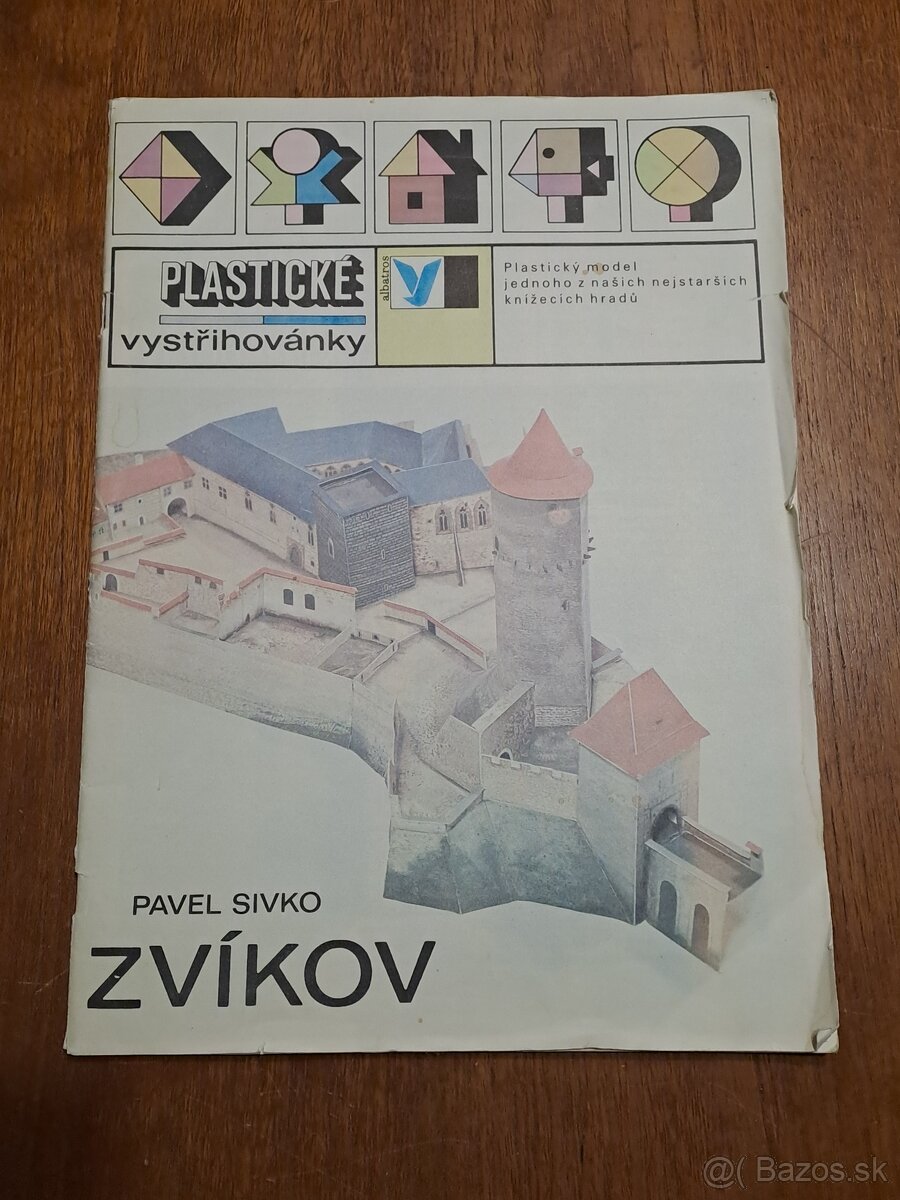 PLASTICKÉ
vystřihovánky
albatros
Plastický model
jednoho z našich nejstarších
knížecích hradů
PAVEL SIVKO
ZVÍKOV
@( Bazos.sk